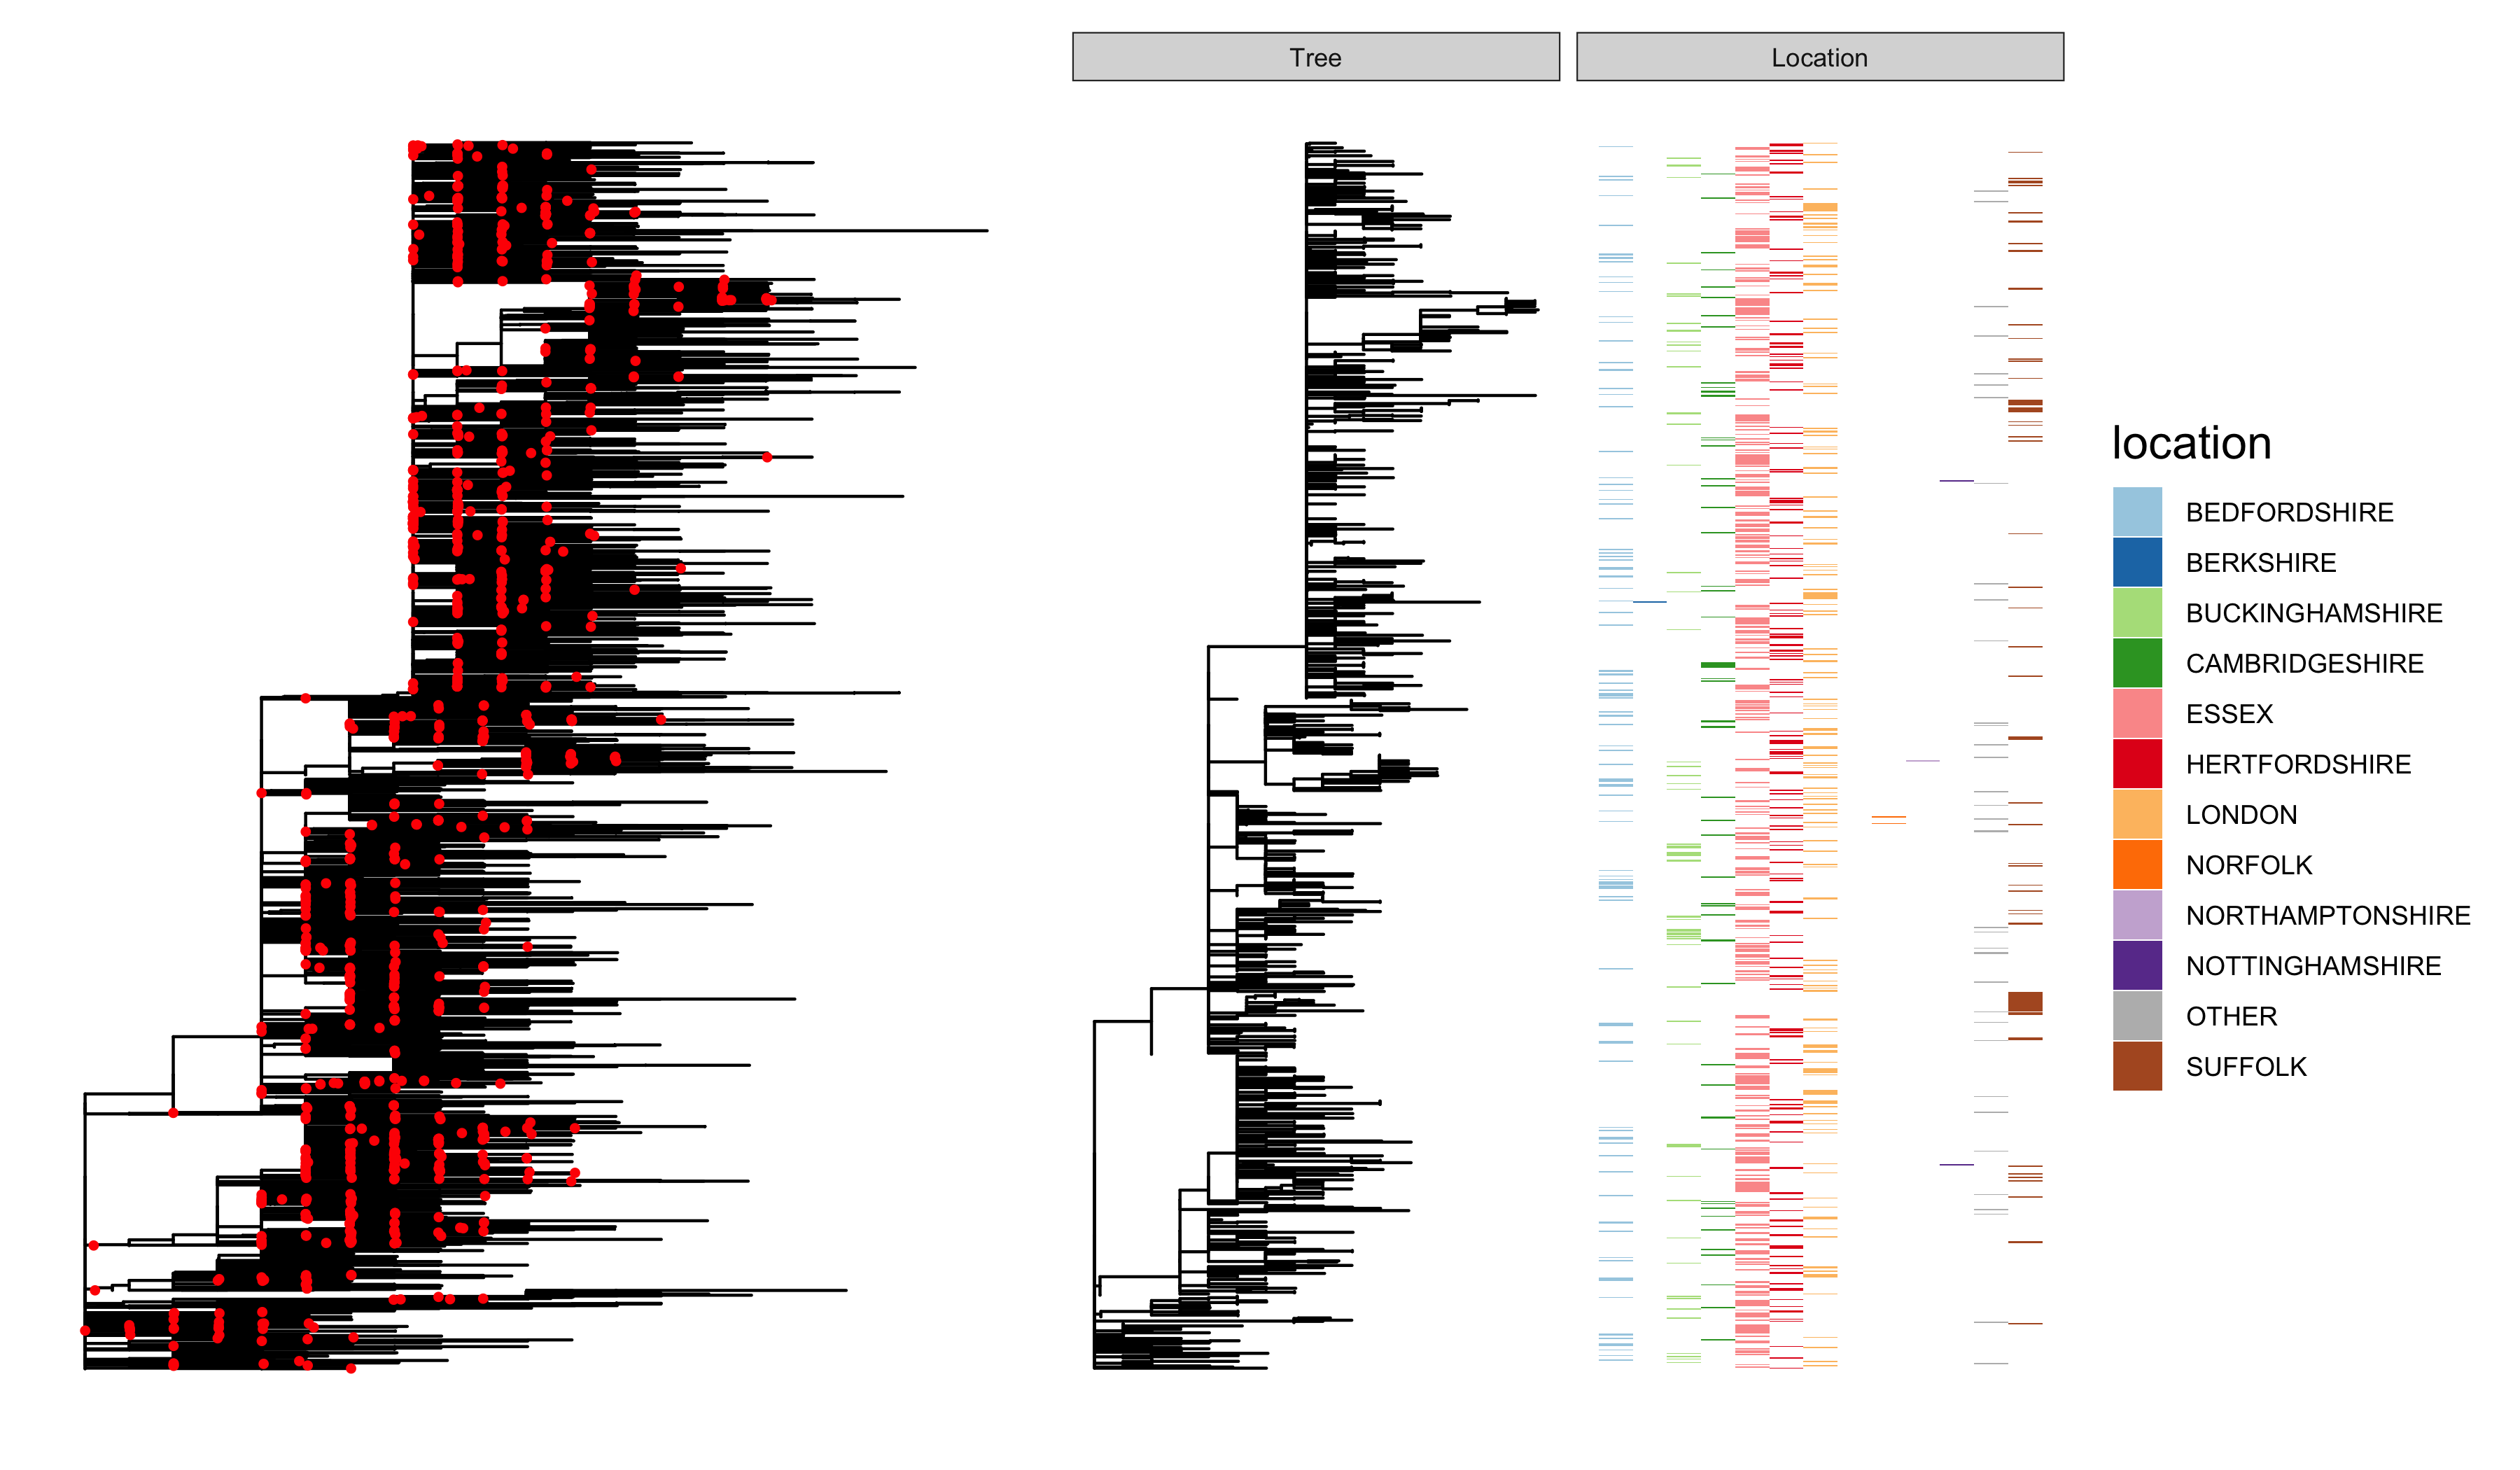 Tree
Location
location
BEDFORDSHIRE
BERKSHIRE
BUCKINGHAMSHIRE
CAMBRIDGESHIRE
ESSEX
HERTFORDSHIRE
LONDON
NORFOLK
NORTHAMPTONSHIRE
NOTTINGHAMSHIRE
OTHER
SUFFOLK